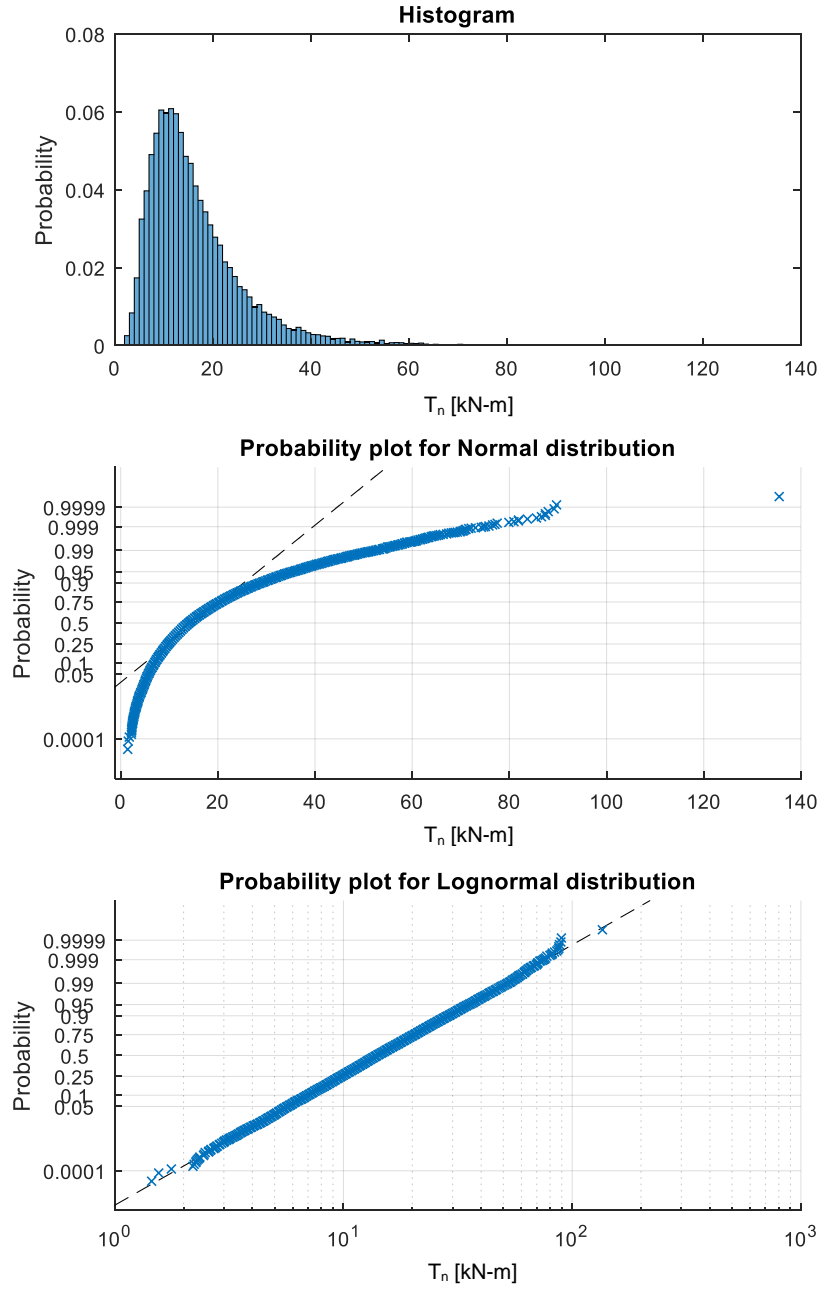 Histogram
0.08
0.06
0.04
0.02
0
Probability
0 20 40 60 80 100 120 140
Tₙ [kN-m]
Probability plot for Normal distribution
0.9999
0.999
0.99
0.95
0.9
0.75
0.5
0.25
0.1
0.05
0.0001
Probability
0 20 40 60 80 100 120 140
Tₙ [kN-m]
Probability plot for Lognormal distribution
0.9999
0.999
0.99
0.95
0.9
0.75
0.5
0.25
0.1
0.05
0.0001
Probability
10⁰ 10¹ 10² 10³
Tₙ [kN-m]